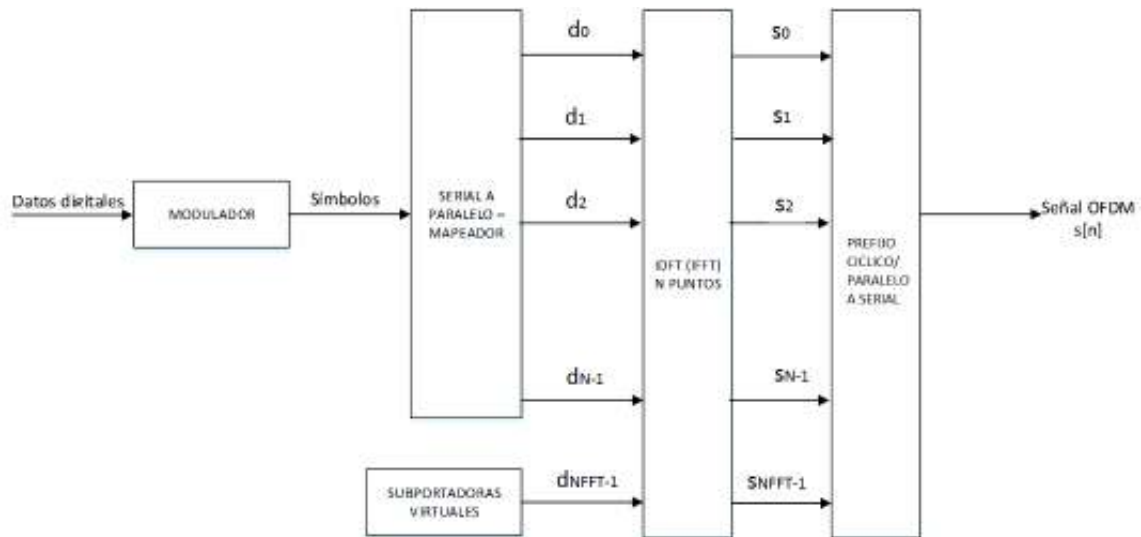 Datos digitales
MODULADOR
Símbolos
SERIAL A
PARALELO –
MAPEADOR
d0
d1
d2
dN-1
SUBPORTADORAS
VIRTUALES
dNFFT-1
IDFT (IFFT)
N PUNTOS
s0
s1
s2
sN-1
sNFFT-1
PREFIJO
CICLICO/
PARALELO
A SERIAL
Señal OFDM
s[n]